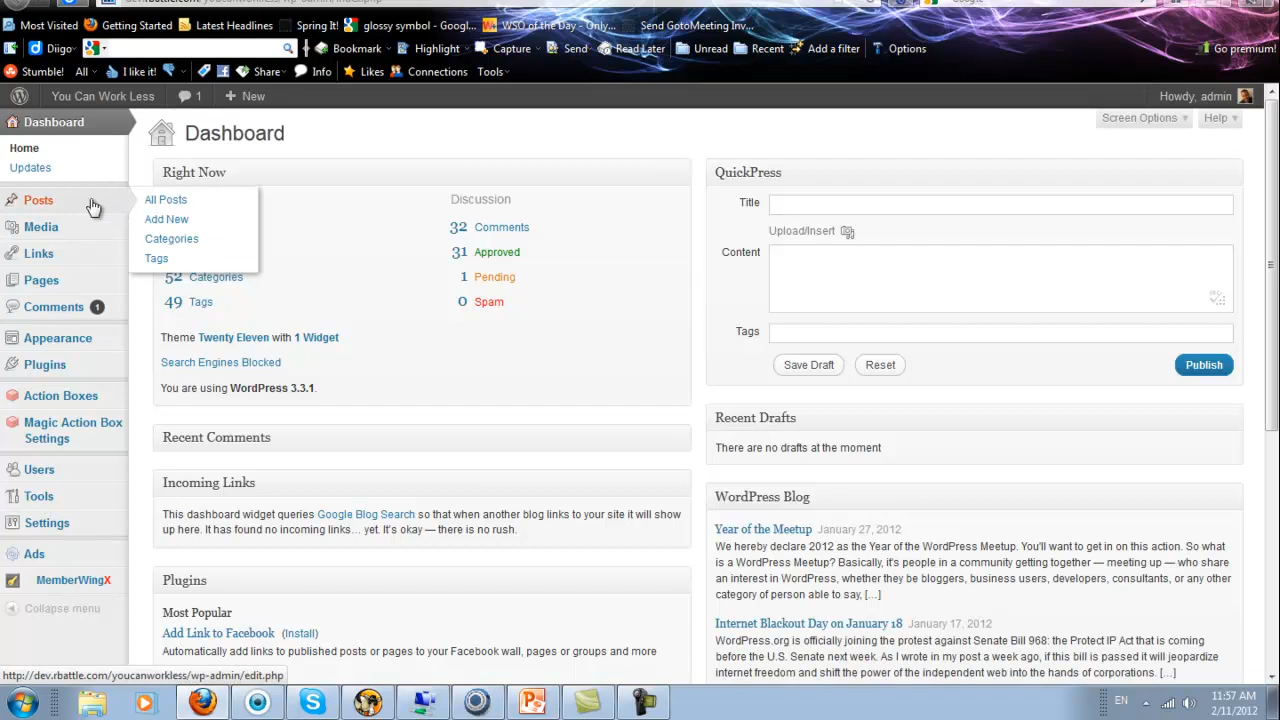 Most Visited Getting Started Latest Headlines Spring It! glossy symbol - Googl... WSO of the Day - Only... Send GotoMeeting Inv...
Diigo Bookmark Highlight Capture Send Read Later Unread Recent Add a filter Options Go premium!
Stumble! All I like it! Share Info Likes Connections Tools
You Can Work Less 1 New Howdy, admin
Dashboard
Home
Updates
Posts
Media
Links
Pages
Comments 1
Appearance
Plugins
Action Boxes
Magic Action Box
Settings
Users
Tools
Settings
Ads
MemberWingX
Collapse menu
All Posts
Add New
Categories
Tags
Dashboard
Screen Options Help
Right Now
Discussion
32 Comments
31 Approved
52 Categories 1 Pending
49 Tags 0 Spam
Theme Twenty Eleven with 1 Widget
Search Engines Blocked
You are using WordPress 3.3.1.
Recent Comments
Incoming Links
This dashboard widget queries Google Blog Search so that when another blog links to your site it will show
up here. It has found no incoming links… yet. It's okay — there is no rush.
Plugins
Most Popular
Add Link to Facebook (Install)
Automatically add links to published posts or pages to your Facebook wall, pages or groups and more
QuickPress
Title
Upload/Insert
Content
Tags
Save Draft Reset Publish
Recent Drafts
There are no drafts at the moment
WordPress Blog
Year of the Meetup January 27, 2012
We hereby declare 2012 as the Year of the WordPress Meetup. You'll want to get in on this action. So what
is a WordPress Meetup? Basically, it's people in a community getting together — meeting up — who share
an interest in WordPress, whether they be bloggers, business users, developers, consultants, or any other
category of person able to say, […]
Internet Blackout Day on January 18 January 17, 2012
WordPress.org is officially joining the protest against Senate Bill 968: the Protect IP Act that is coming
before the U.S. Senate next week. As I wrote in my post a week ago, if this bill is passed it will jeopardize
internet freedom and shift the power of the independent web into the hands of corporations. […]
http://dev.rbattle.com/youcanworkless/wp-admin/edit.php
EN 11:57 AM
2/11/2012